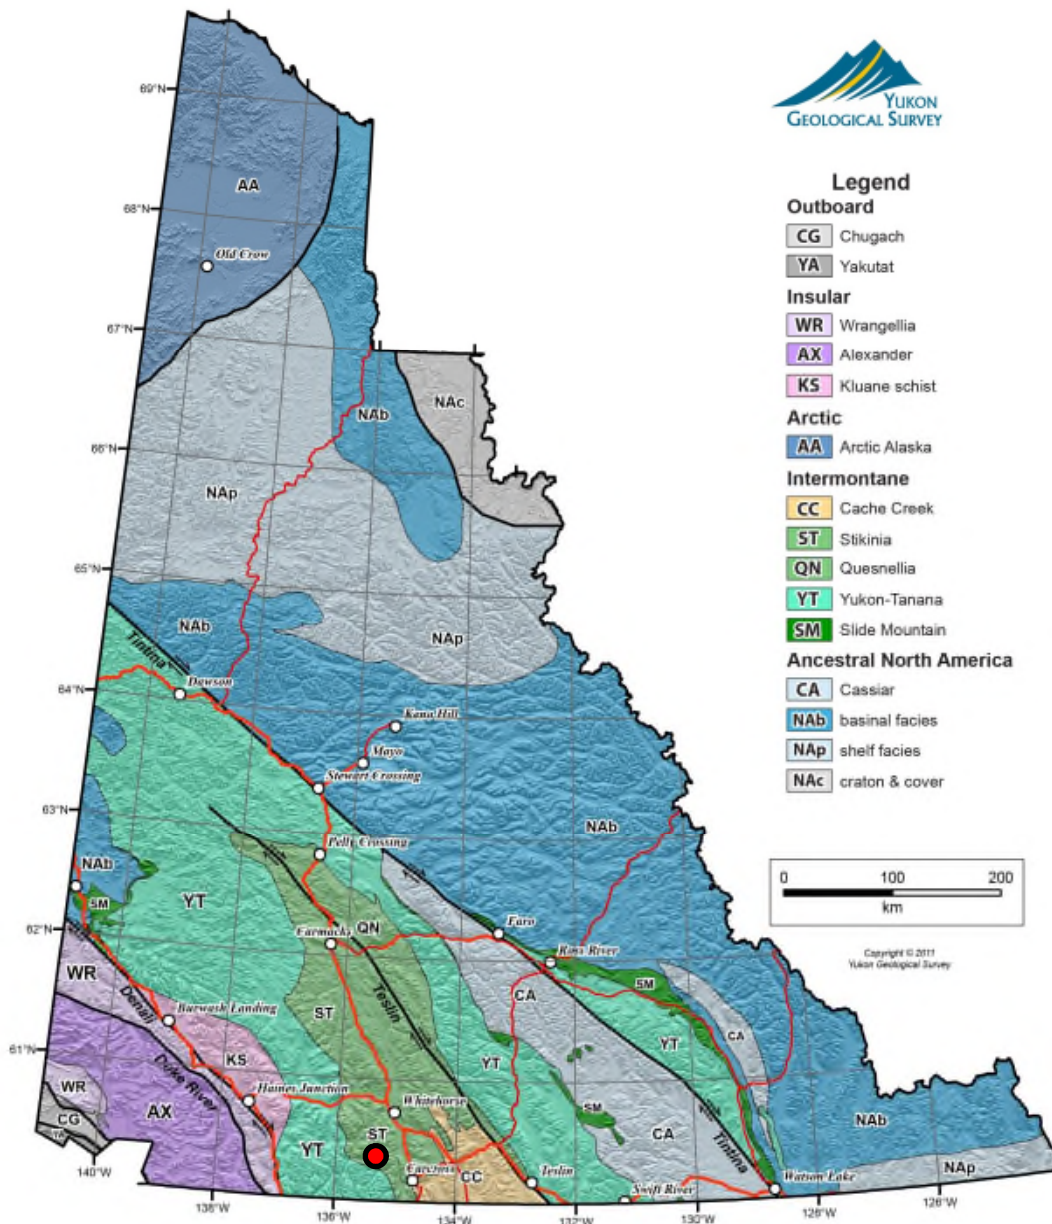 YUKON
GEOLOGICAL SURVEY
Legend
Outboard
CG Chugach
YA Yakutat
Insular
WR Wrangellia
AX Alexander
KS Kluane schist
Arctic
AA Arctic Alaska
Intermontane
CC Cache Creek
ST Stikinia
QN Quesnellia
YT Yukon-Tanana
SM Slide Mountain
Ancestral North America
CA Cassiar
NAb basinal facies
NAp shelf facies
NAc craton & cover
0 100 200
km
Copyright © 2011
Yukon Geological Survey
69°N
AA
68°N
Old Crow
67°N
NAc
NAb
66°N
NAp
65°N
NAb
NAp
Tintina
64°N
Dawson
Keno Hill
Mayo
Stewart Crossing
63°N
NAb
Pelly Crossing
NAb
SM
YT
QN
62°N
Carmacks
Faro
Ross River
WR
SM
CA
Denali
Burwash Landing
ST
Teslin
CA
61°N
Duke River
KS
YT
YT
WR
Haines Junction
Whitehorse
SM
CG
AX
NAb
YA
ST
CA
Tintina
140°W
YT
Carcross
CC
Teslin
Watson Lake
NAp
Swift River
138°W
136°W
134°W
132°W
130°W
128°W
126°W